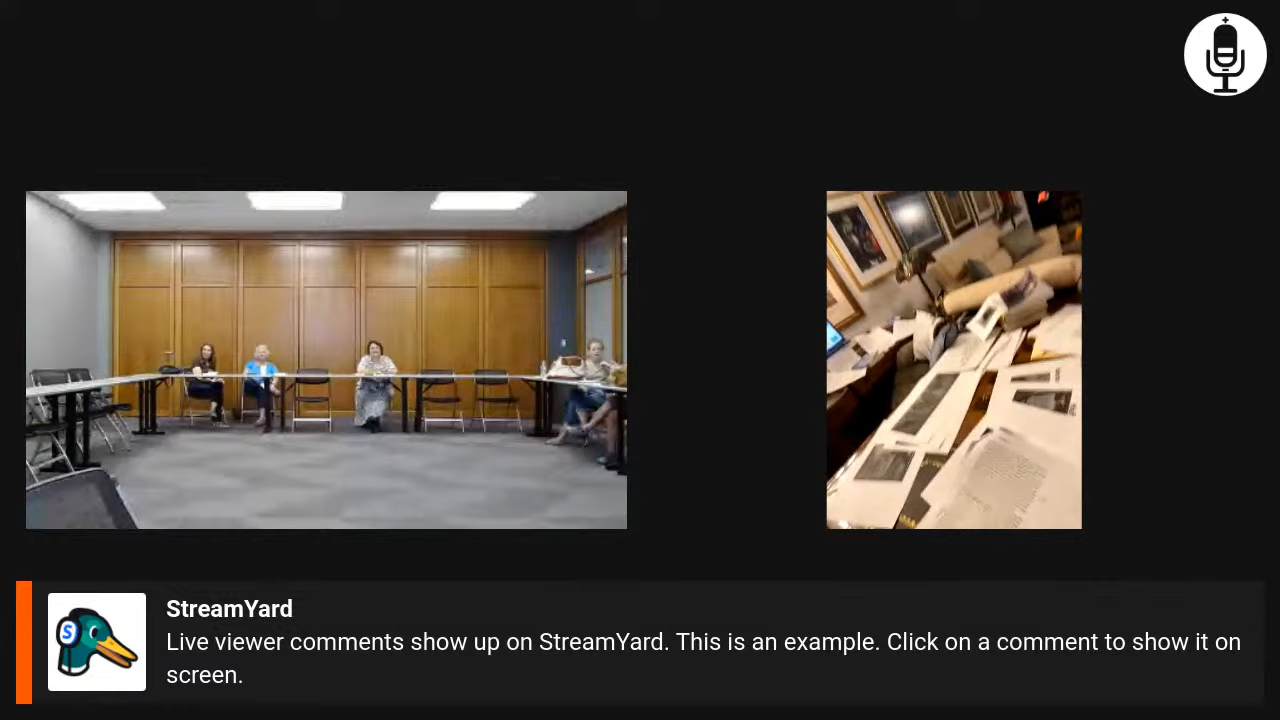 StreamYard
Live viewer comments show up on StreamYard. This is an example. Click on a comment to show it on
screen.
S